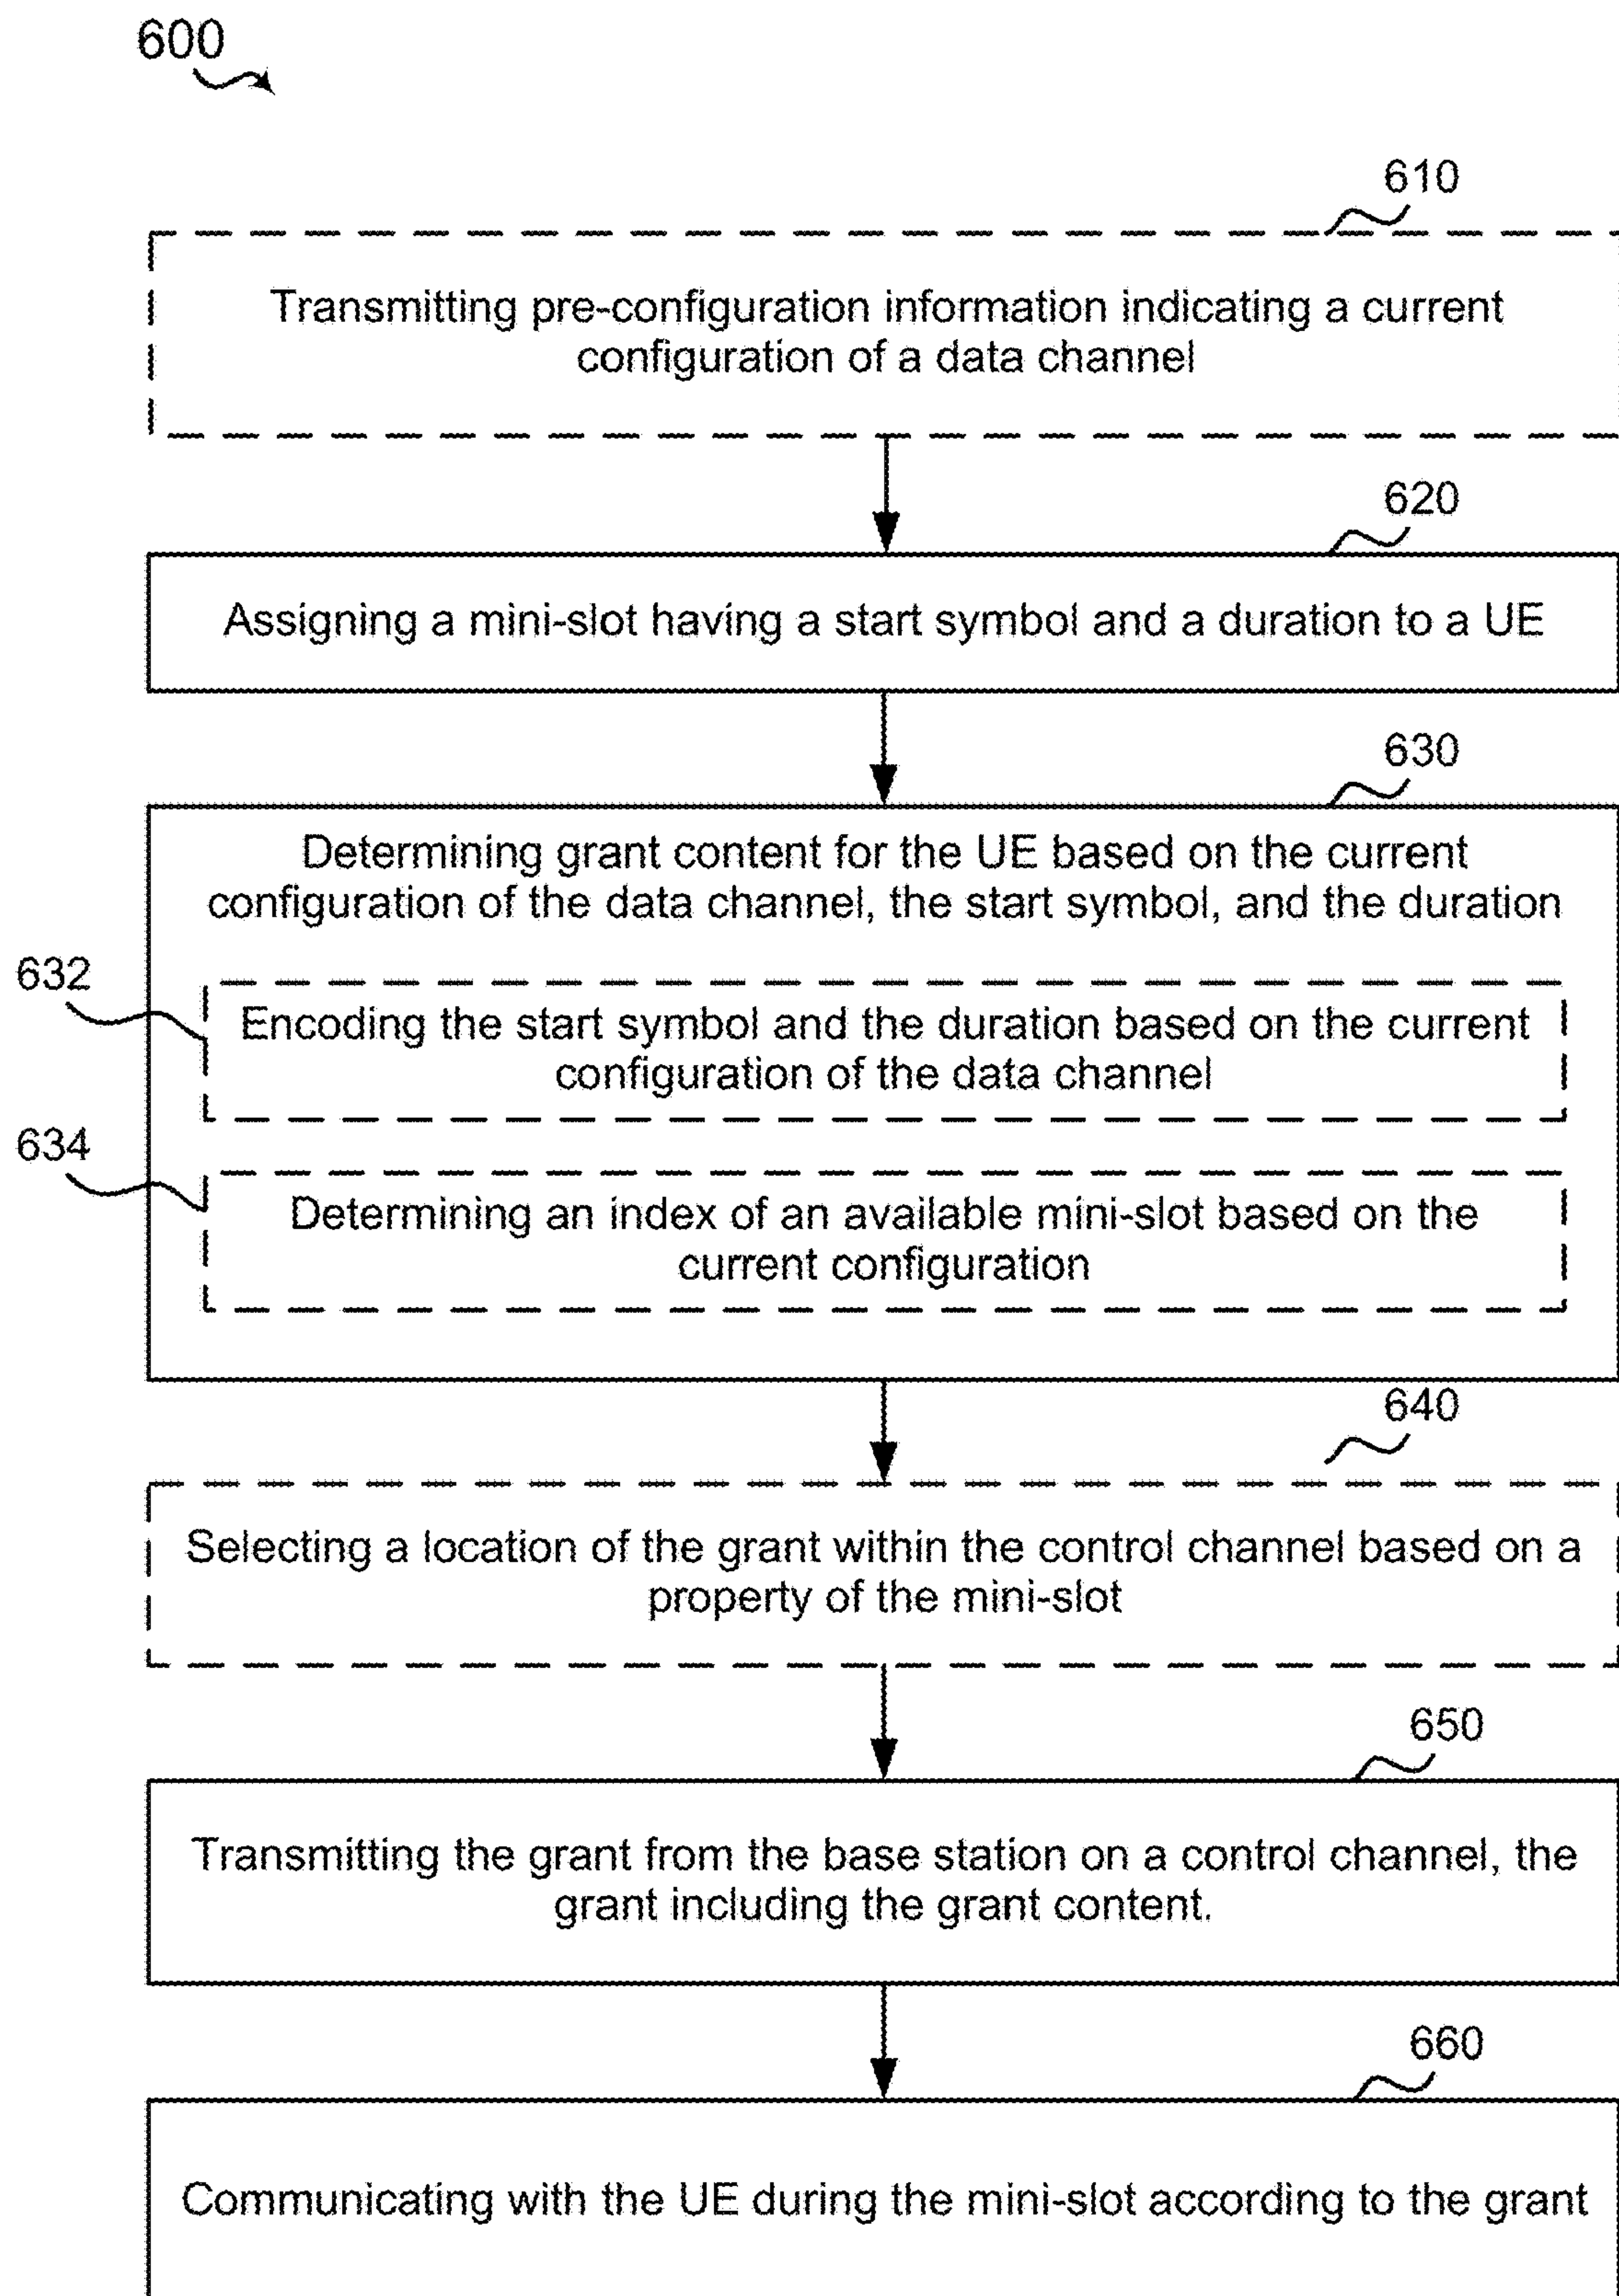 600
610
Transmitting pre-configuration information indicating a current
configuration of a data channel
620
Assigning a mini-slot having a start symbol and a duration to a UE
630
Determining grant content for the UE based on the current
configuration of the data channel, the start symbol, and the duration
632
Encoding the start symbol and the duration based on the current
configuration of the data channel
634
Determining an index of an available mini-slot based on the
current configuration
640
Selecting a location of the grant within the control channel based on a
property of the mini-slot
650
Transmitting the grant from the base station on a control channel, the
grant including the grant content.
660
Communicating with the UE during the mini-slot according to the grant